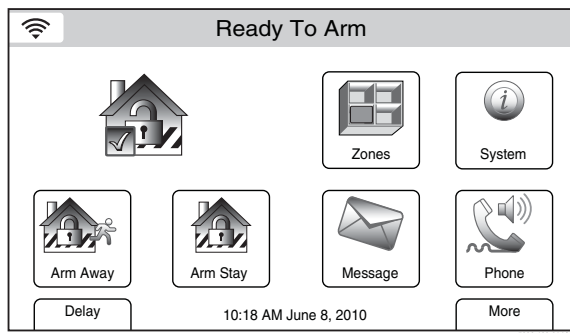 Ready To Arm
Zones
System
Arm Away
Arm Stay
Message
Phone
Delay
10:18 AM June 8, 2010
More